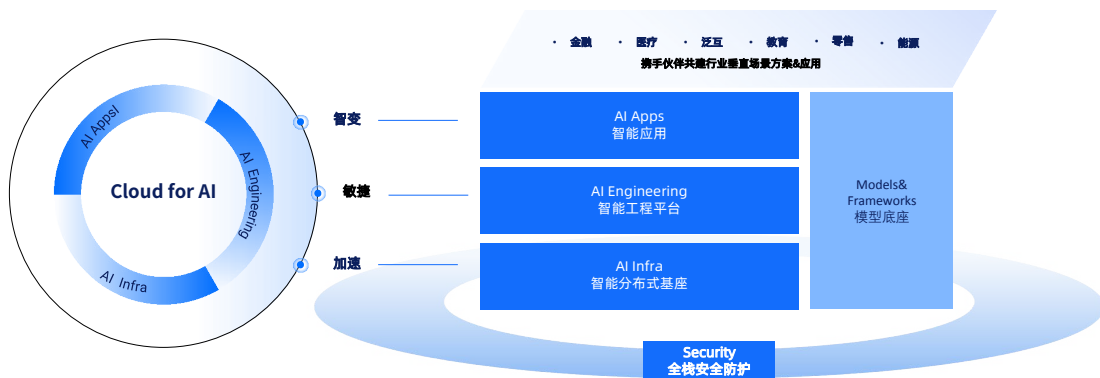 · 金融 · 医疗 · 泛互 · 教育 · 零售 · 能源
携手伙伴共建行业垂直场景方案&应用
AI AppsI
AI Engineering
AI Infra
Cloud for AI
智变
敏捷
加速
AI Apps
智能应用
AI Engineering
智能工程平台
AI Infra
智能分布式基座
Models&
Frameworks
模型底座
Security
全栈安全防护